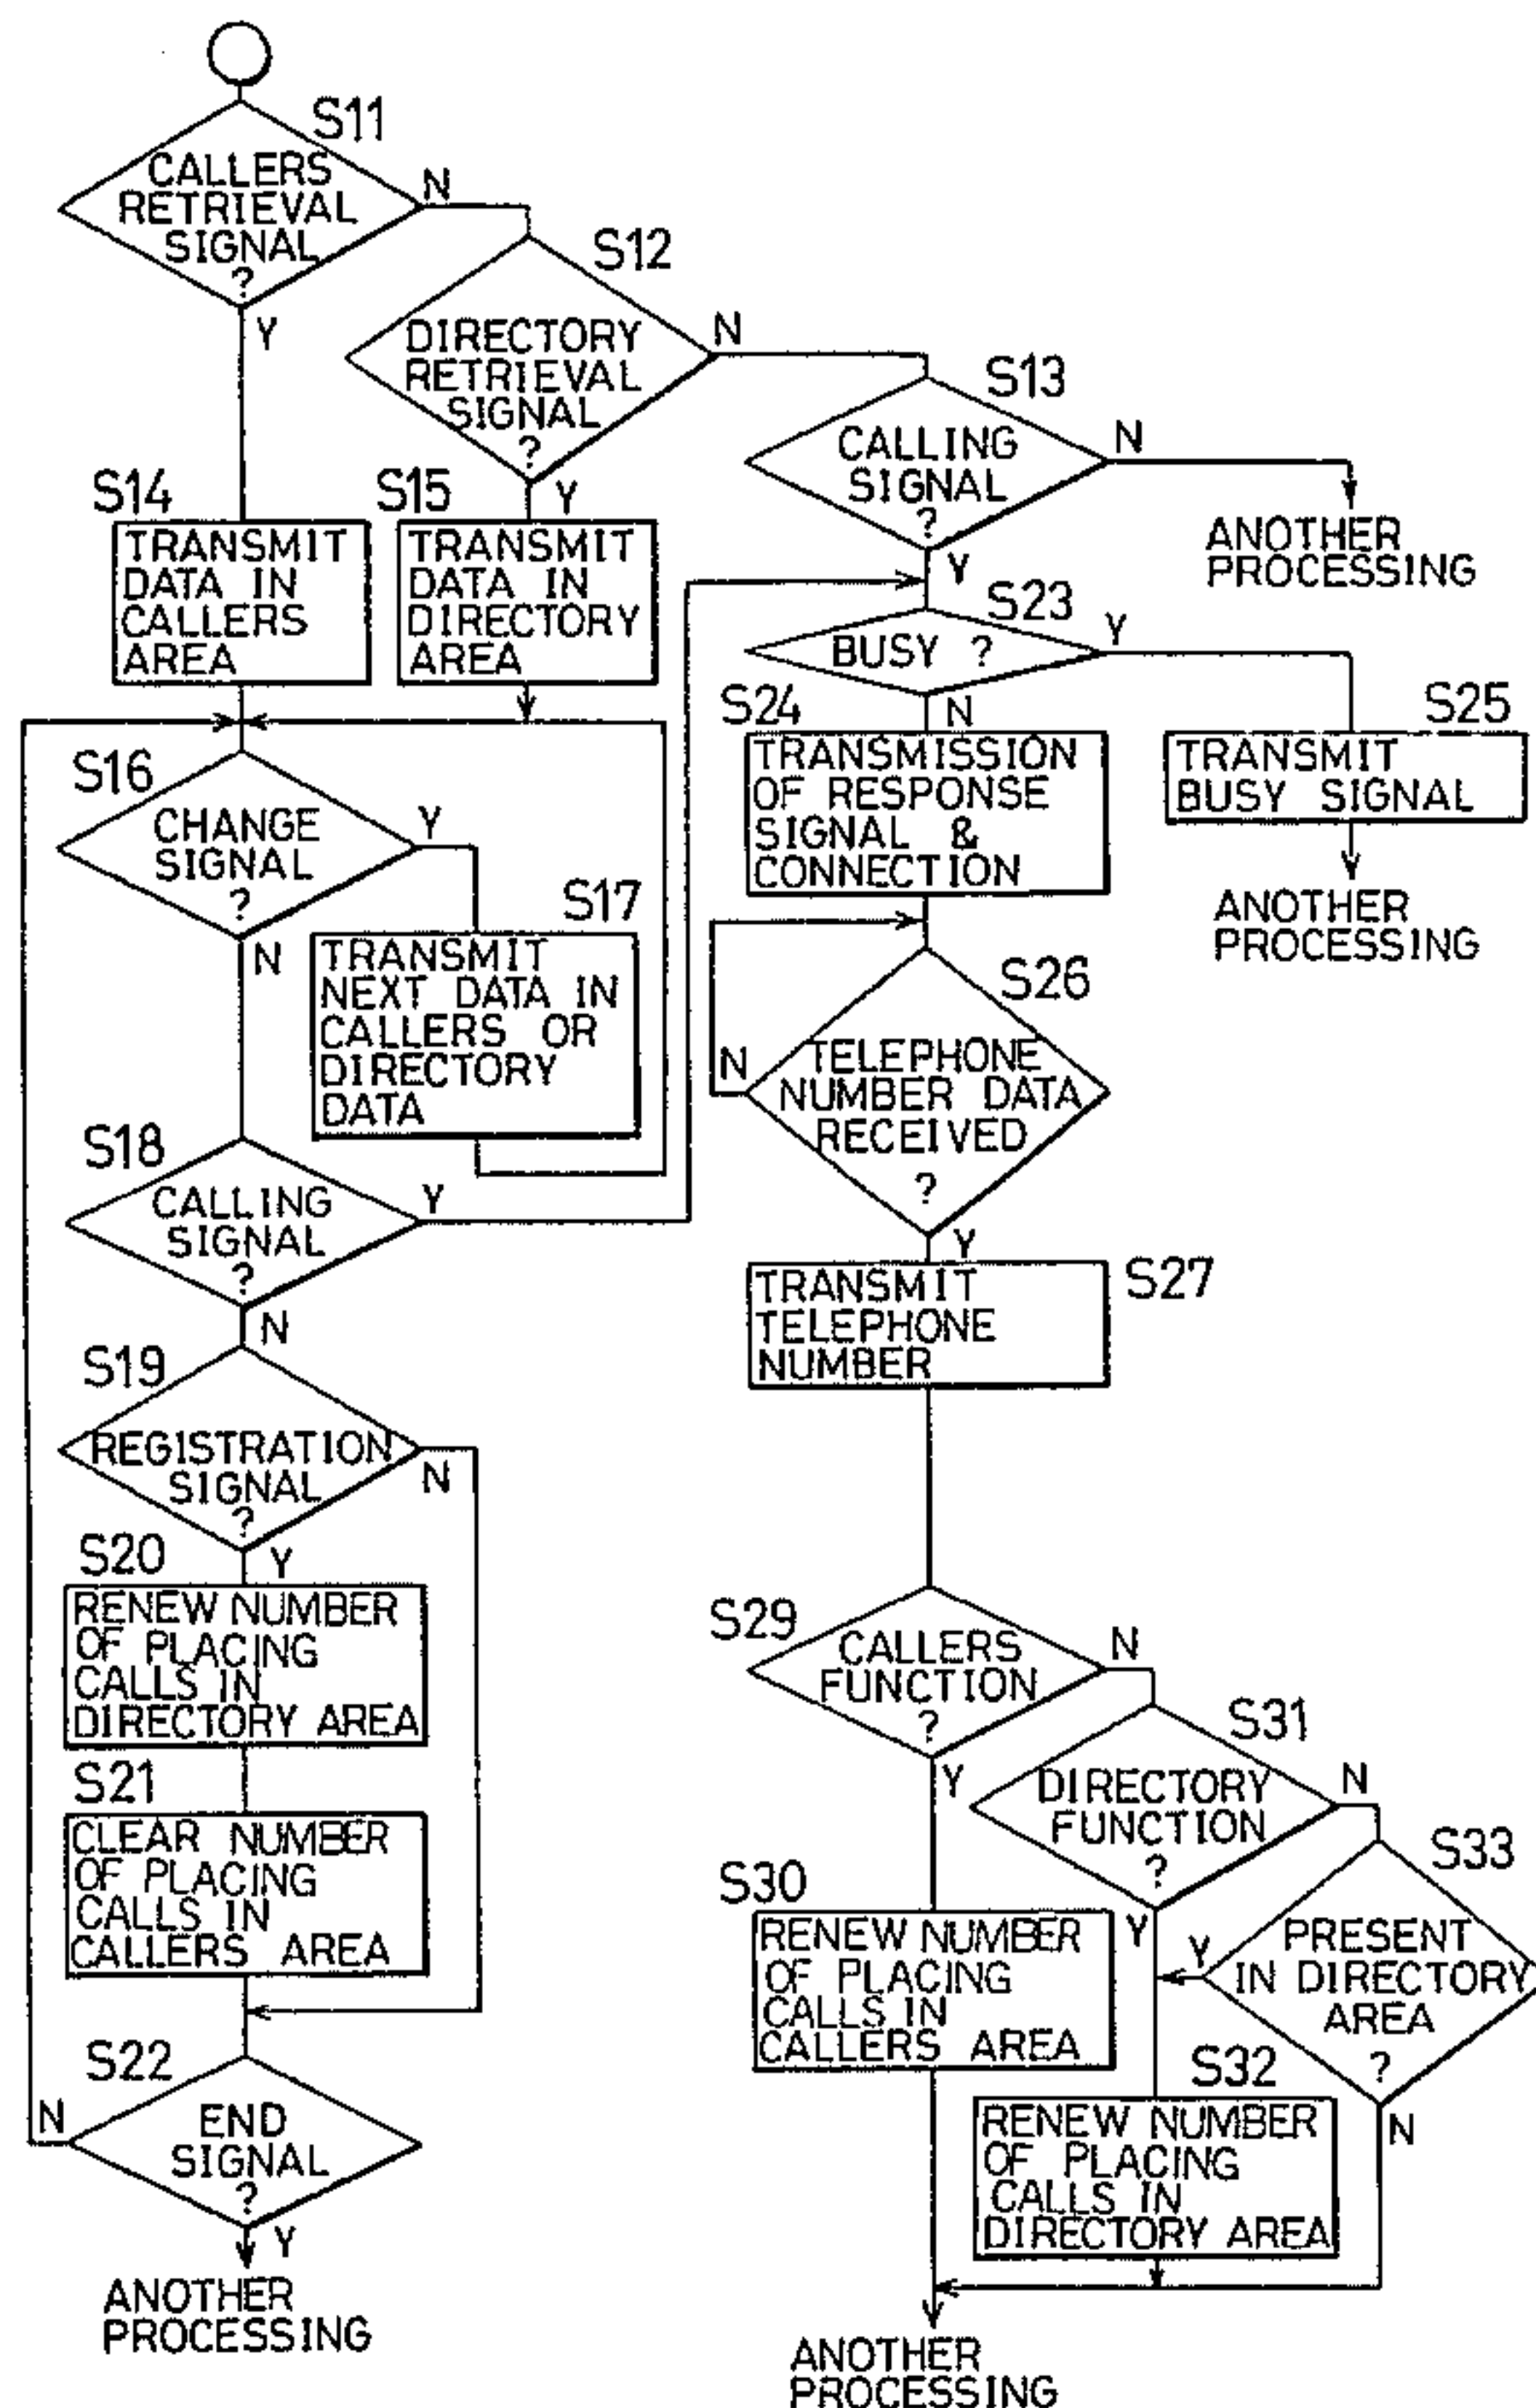 S11
CALLERS
RETRIEVAL
SIGNAL
?
N
Y
S12
DIRECTORY
RETRIEVAL
SIGNAL
?
N
Y
S13
CALLING
SIGNAL
?
N
Y
ANOTHER
PROCESSING
S14
TRANSMIT
DATA IN
CALLERS
AREA
S15
TRANSMIT
DATA IN
DIRECTORY
AREA
S16
CHANGE
SIGNAL
?
Y
N
S17
TRANSMIT
NEXT DATA IN
CALLERS OR
DIRECTORY
DATA
S18
CALLING
SIGNAL
?
Y
N
S19
REGISTRATION
SIGNAL
?
N
Y
S20
RENEW NUMBER
OF PLACING
CALLS IN
DIRECTORY AREA
S21
CLEAR NUMBER
OF PLACING
CALLS IN
CALLERS AREA
S22
END
SIGNAL
?
N
Y
ANOTHER
PROCESSING
S23
BUSY ?
Y
N
S24
TRANSMISSION
OF RESPONSE
SIGNAL &
CONNECTION
S25
TRANSMIT
BUSY SIGNAL
ANOTHER
PROCESSING
S26
TELEPHONE
NUMBER DATA
RECEIVED
?
N
Y
S27
TRANSMIT
TELEPHONE
NUMBER
S29
CALLERS
FUNCTION
?
N
Y
S30
RENEW NUMBER
OF PLACING
CALLS IN
CALLERS AREA
S31
DIRECTORY
FUNCTION
?
N
Y
S33
PRESENT
IN DIRECTORY
AREA
?
Y
N
S32
RENEW NUMBER
OF PLACING
CALLS IN
DIRECTORY AREA
ANOTHER
PROCESSING